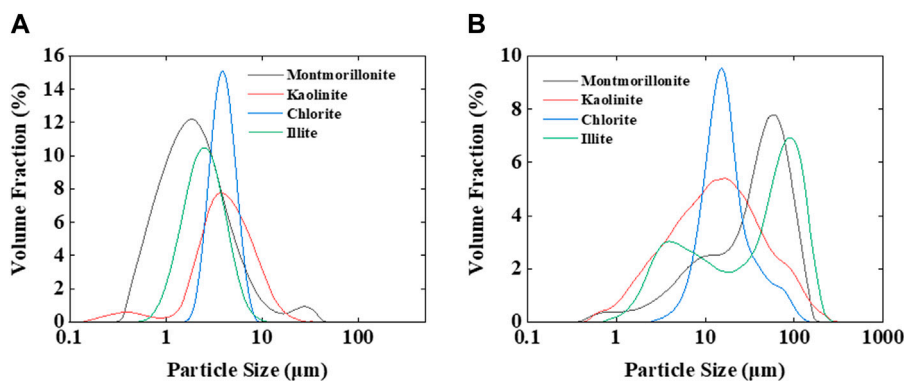 A
B
16
14
12
10
8
6
4
2
0
Volume Fraction (%)
Montmorillonite
Kaolinite
Chlorite
Illite
0.1 1 10 100
Particle Size (μm)
10
8
6
4
2
0
Volume Fraction (%)
Montmorillonite
Kaolinite
Chlorite
Illite
0.1 1 10 100 1000
Particle Size (μm)